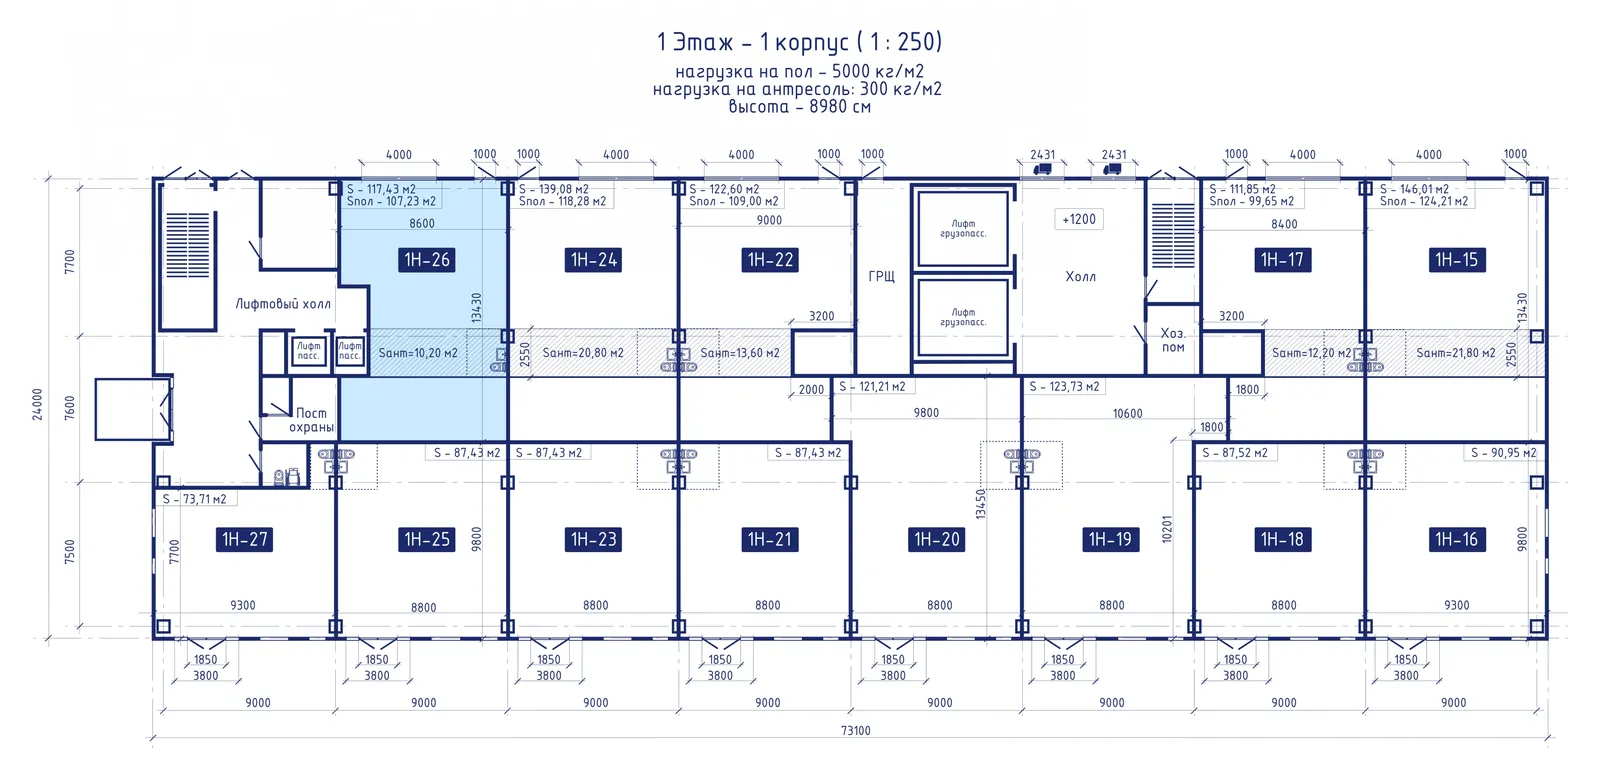 1 Этаж – 1 корпус ( 1 : 250)
нагрузка на пол – 5000 кг/м2
нагрузка на антресоль: 300 кг/м2
высота – 8980 см
4000 1000 1000 4000 4000 1000 1000 2431 2431 1000 4000 4000 1000
S – 117,43 м2 S – 139,08 м2 S – 122,60 м2 S – 111,85 м2 S – 146,01 м2
Sпол – 107,23 м2 Sпол – 118,28 м2 Sпол – 109,00 м2 Sпол – 99,65 м2 Sпол – 124,21 м2
8600 9000 +1200 8400
Лифт
грузопасс.
7700 1Н-26 1Н-24 1Н-22 ГРЩ Холл 1Н-17 1Н-15
Лифтовый холл 13430 3200 3200 13430
Лифт
грузопасс.
Хоз.
пом
Лифт
пасс.
Лифт
пасс.
Sант=10,20 м2 2550 Sант=20,80 м2 Sант=13,60 м2 Sант=12,20 м2 Sант=21,80 м2 2550
2000 S – 121,21 м2 S – 123,73 м2 1800
24000 7600 Пост
охраны
9800 10600
1800
S – 87,43 м2 S – 87,43 м2 S – 87,43 м2 S – 87,52 м2 S – 90,95 м2
S – 73,71 м2 13450
7500 7700 1Н-27 1Н-25 9800 1Н-23 1Н-21 1Н-20 1Н-19 10201 1Н-18 1Н-16 9800
9300 8800 8800 8800 8800 8800 8800 9300
1850 1850 1850 1850 1850 1850 1850 1850
3800 3800 3800 3800 3800 3800 3800 3800
9000 9000 9000 9000 9000 9000 9000 9000
73100